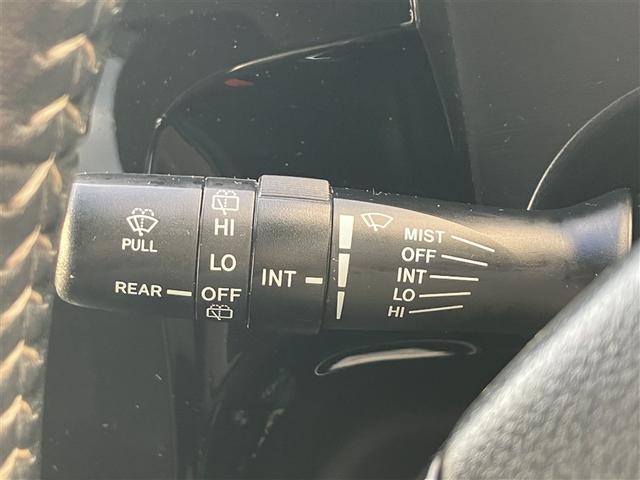 PULL
REAR
HI
LO
OFF
INT
MIST
OFF
INT
LO
HI